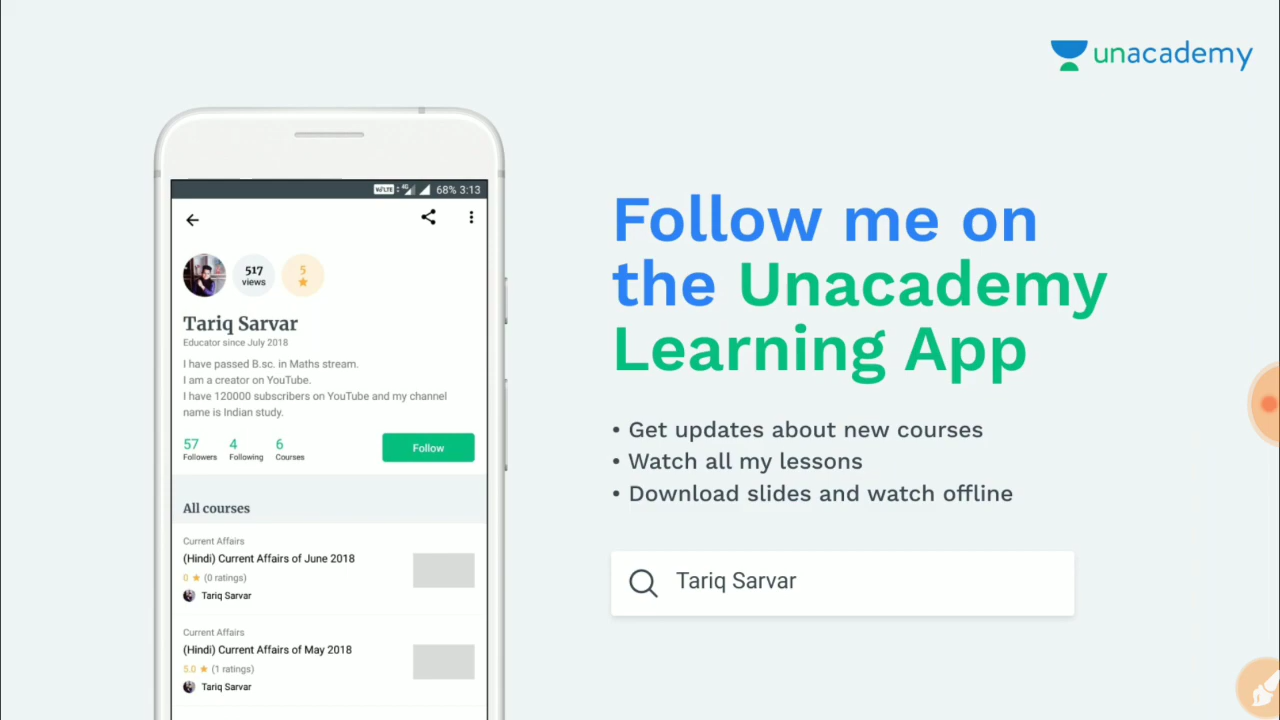 unacademy
VoLTE 4G 68% 3:13
517
views
5
Tariq Sarvar
Educator since July 2018
I have passed B.sc. in Maths stream.
I am a creator on YouTube.
I have 120000 subscribers on YouTube and my channel
name is Indian study.
57 4 6
Followers Following Courses
Follow
All courses
Current Affairs
(Hindi) Current Affairs of June 2018
0 ★ (0 ratings)
Tariq Sarvar
Current Affairs
(Hindi) Current Affairs of May 2018
5.0 ★ (1 ratings)
Tariq Sarvar
Follow me on
the Unacademy
Learning App
• Get updates about new courses
• Watch all my lessons
• Download slides and watch offline
Tariq Sarvar